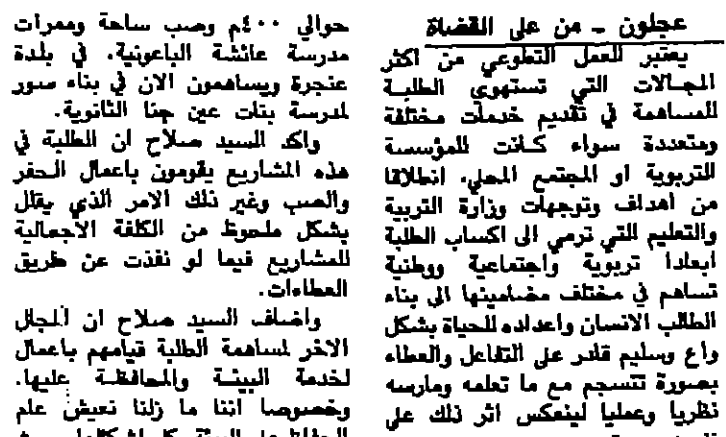 عجلون - من على القضاة
يعتبر العمل التطوعي من اكثر
المجالات التي تستهوي الطلبة
للمساهمة في تقديم خدمات مختلفة
ومتعددة سواء كانت للمؤسسة
التربوية او المجتمع المحلي، انطلاقا
من اهداف وتوجهات وزارة التربية
والتعليم التي ترمي الى اكساب الطلبة
ابعادا تربوية واجتماعية ووطنية
تساهم في مختلف مضامينها الى بناء
الطالب الانسان واعداده للحياة بشكل
واع وسليم قادر على التفاعل والعطاء
بصورة تنسجم مع ما تعلمه ومارسه
نظريا وعمليا لينعكس اثر ذلك على
حوالي ٤٠٠م وصب ساحة وممرات
مدرسة عائشة الباعونية، في بلدة
عنجرة ويساهمون الان في بناء سور
لمدرسة بنات عين جنا الثانوية.
واكد السيد صلاح ان الطلبة في
هذه المشاريع يقومون باعمال الحفر
والصب وغير ذلك الامر الذي يقلل
بشكل ملحوظ من الكلفة الاجمالية
للمشاريع فيما لو نفذت عن طريق
العطاءات.
واضاف السيد صلاح ان المجال
الاخر لمساهمة الطلبة قيامهم باعمال
لخدمة البيئة والمحافظة عليها.
وخصوصا اننا ما زلنا نعيش عام